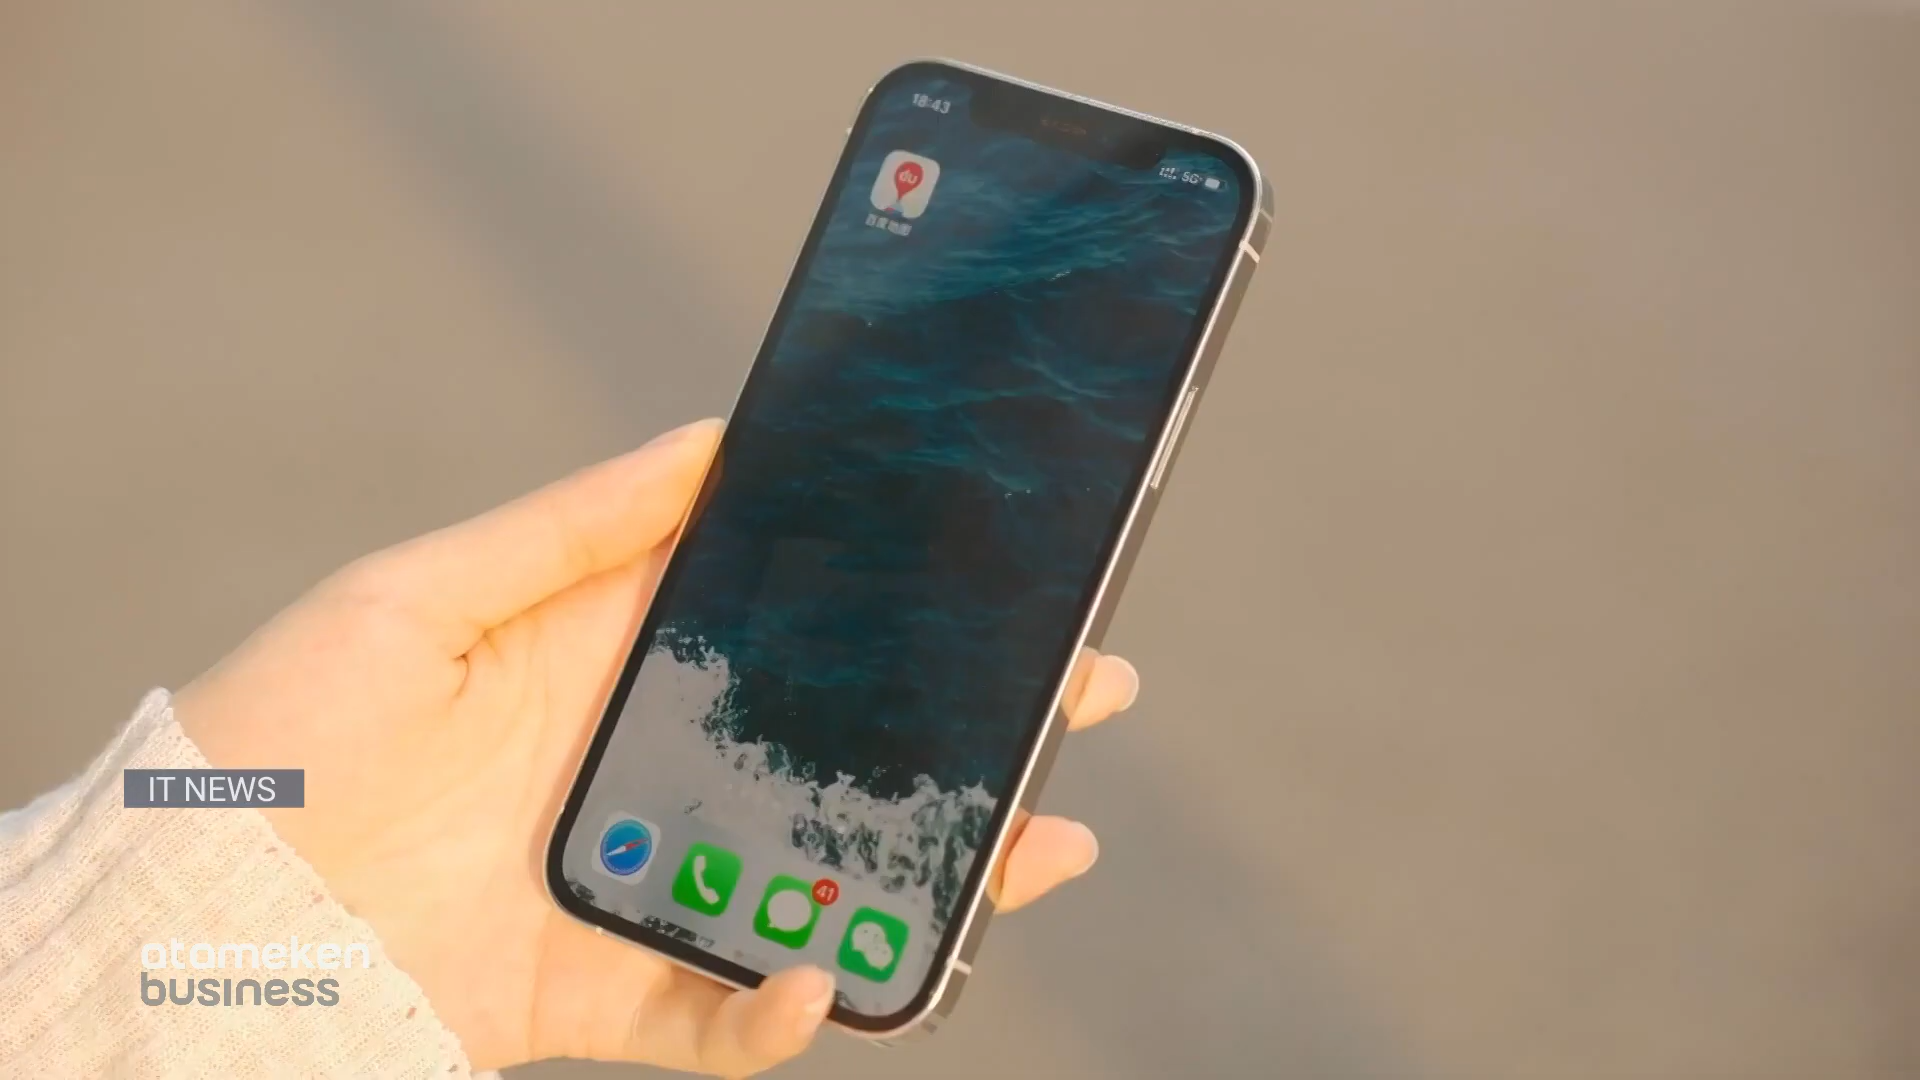 18:43
du
百度地图
5G
IT NEWS
41
atameken
business